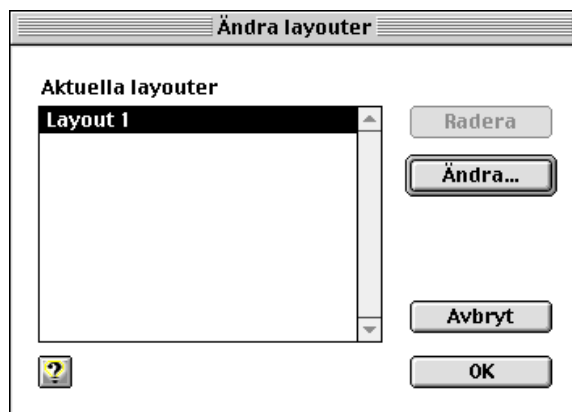 Ändra layouter
Aktuella layouter
Layout 1
Radera
Ändra...
Avbryt
?
OK